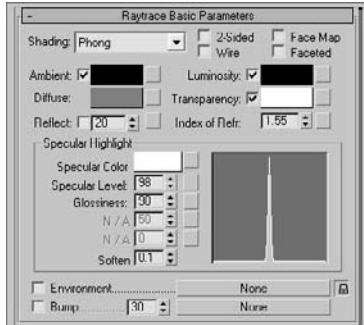 - Raytrace Basic Parameters
Shading: Phong 2-Sided Face Map
Wire Faceted
Ambient: Luminosity:
Diffuse: Transparency:
Reflect: 20 Index of Refr: 1.55
Specular Highlight
Specular Color
Specular Level: 98
Glossiness: 90
N/A 50
N/A 0
Soften 0.1
Environment................... None
Bump............ 30 None